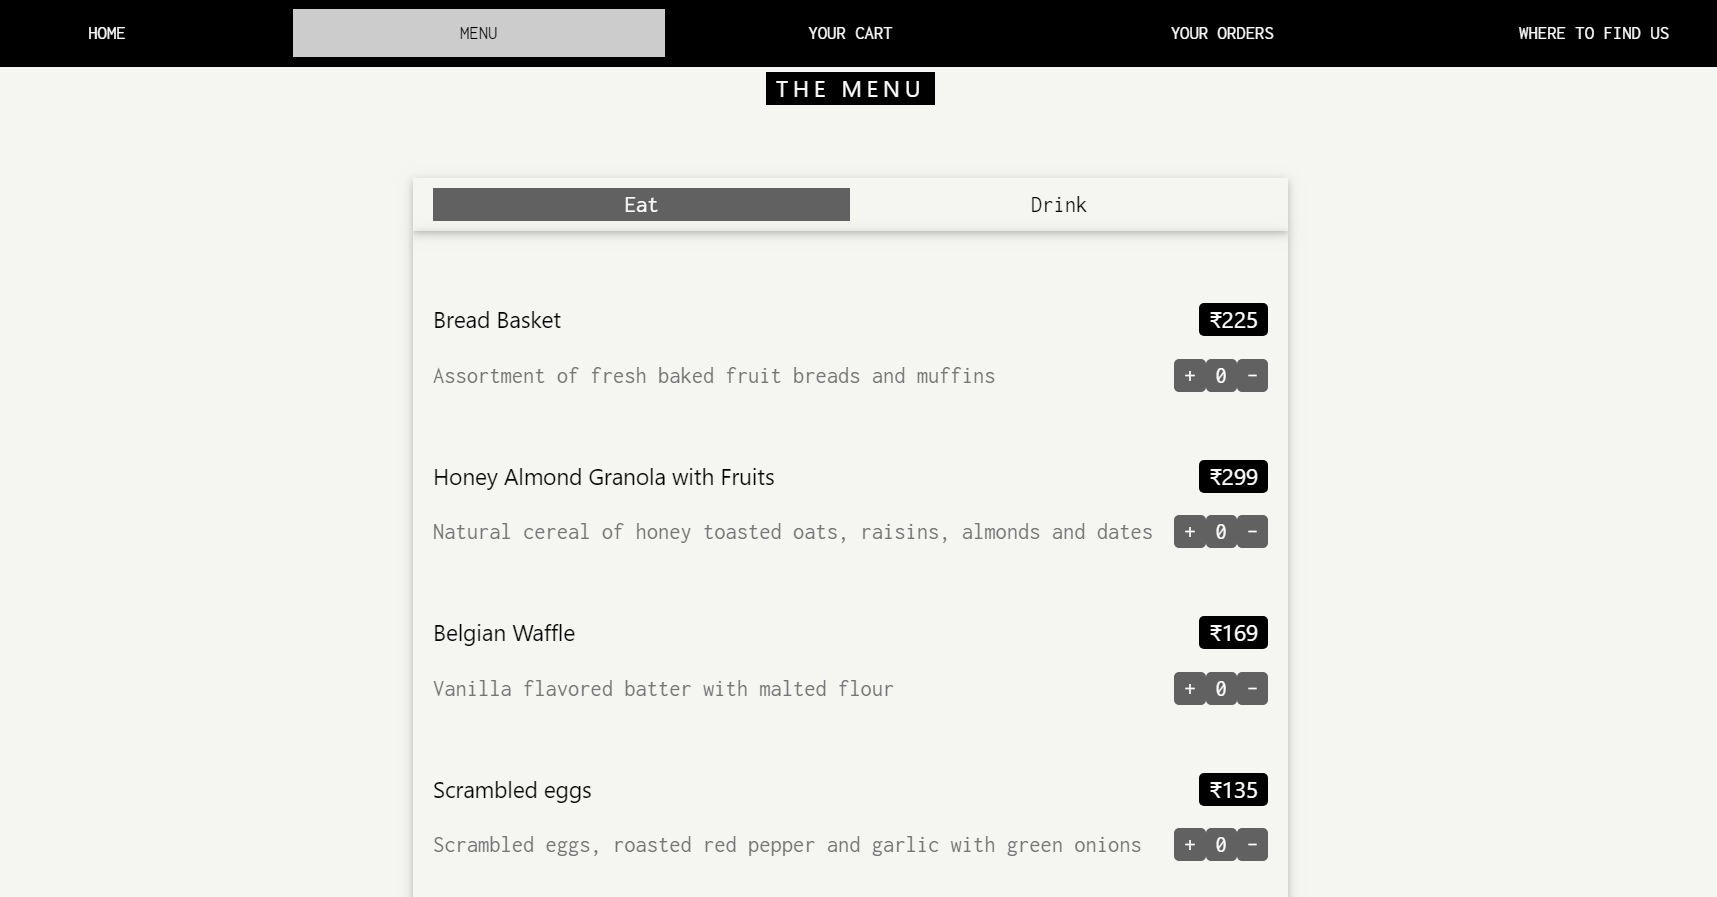 HOME MENU YOUR CART YOUR ORDERS WHERE TO FIND US
THE MENU
Eat Drink
Bread Basket ₹225
Assortment of fresh baked fruit breads and muffins + 0 -
Honey Almond Granola with Fruits ₹299
Natural cereal of honey toasted oats, raisins, almonds and dates + 0 -
Belgian Waffle ₹169
Vanilla flavored batter with malted flour + 0 -
Scrambled eggs ₹135
Scrambled eggs, roasted red pepper and garlic with green onions + 0 -